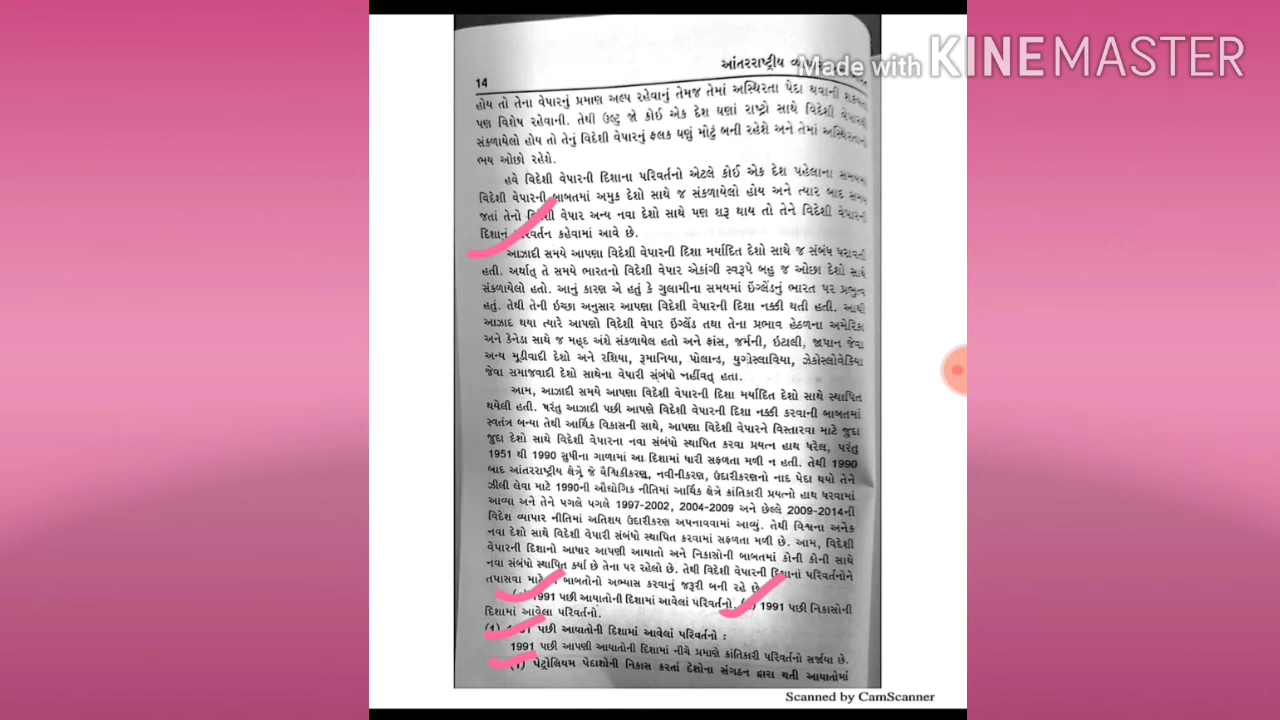 આંતરરાષ્ટ્રીય
Made with KINEMASTER
14
હોય તો તેના વેપારનું પ્રમાણ અલ્પ રહેવાનું તેમજ તેમાં અસ્થિરતા પેદા થવાની શક્યતા
પણ વિશેષ રહેવાની. તેથી ઉલ્ટુ જો કોઈ એક દેશ ઘણાં રાષ્ટ્રો સાથે વિદેશી વેપારથી
સંકળાયેલો હોય તો તેનું વિદેશી વેપારનું ફલક ઘણું મોટું બની રહેશે અને તેમાં અસ્થિરતાનો
ભય ઓછો રહેશે.
હવે વિદેશી વેપારની દિશાના પરિવર્તનો એટલે કોઈ એક દેશ પહેલાના સમયમાં
વિદેશી વેપારની બાબતમાં અમુક દેશો સાથે જ સંકળાયેલો હોય અને ત્યાર બાદ સમય
જતાં તેનો વિદેશી વેપાર અન્ય નવા દેશો સાથે પણ શરૂ થાય તો તેને વિદેશી વેપારની
દિશાનું પરિવર્તન કહેવામાં આવે છે.
આઝાદી સમયે આપણા વિદેશી વેપારની દિશા મર્યાદિત દેશો સાથે જ સંબંધ ધરાવતી
હતી. અર્થાત્ તે સમયે ભારતનો વિદેશી વેપાર એકાંગી સ્વરૂપે બહુ જ ઓછા દેશો સાથે
સંકળાયેલો હતો. આનું કારણ એ હતું કે ગુલામીના સમયમાં ઇંગ્લેંડનું ભારત પર પ્રભુત્વ
હતું. તેથી તેની ઇચ્છા અનુસાર આપણા વિદેશી વેપારની દિશા નક્કી થતી હતી. આથી
આઝાદ થયા ત્યારે આપણો વિદેશી વેપાર ઇંગ્લેંડ તથા તેના પ્રભાવ હેઠળના અમેરિકા
અને કેનેડા સાથે જ મહ્દ અંશે સંકળાયેલ હતો અને ફ્રાંસ, જર્મની, ઇટાલી, જાપાન જેવા
અન્ય મૂડીવાદી દેશો અને રશિયા, રૂમાનિયા, પોલાન્ડ, યુગોસ્લાવિયા, ઝેકોસ્લોવેકિયા
જેવા સમાજવાદી દેશો સાથેના વેપારી સંબંધો નહીંવત્ હતા.
આમ, આઝાદી સમયે આપણા વિદેશી વેપારની દિશા મર્યાદિત દેશો સાથે સ્થાપિત
થયેલી હતી. પરંતુ આઝાદી પછી આપણે વિદેશી વેપારની દિશા નક્કી કરવાની બાબતમાં
સ્વતંત્ર બન્યા તેથી આર્થિક વિકાસની સાથે, આપણા વિદેશી વેપારને વિસ્તારવા માટે જુદા
જુદા દેશો સાથે વિદેશી વેપારના નવા સંબંધો સ્થાપિત કરવા પ્રયત્ન હાથ ધરેલ, પરંતુ
1951 થી 1990 સુધીના ગાળામાં આ દિશામાં ધારી સફળતા મળી ન હતી. તેથી 1990
બાદ આંતરરાષ્ટ્રીય ક્ષેત્રે જે વૈશ્વિકીકરણ, નવીનીકરણ, ઉદારીકરણનો નાદ પેદા થયો તેને
ઝીલી લેવા માટે 1990ની ઔદ્યોગિક નીતિમાં આર્થિક ક્ષેત્રે ક્રાંતિકારી પ્રયત્નો હાથ ધરવામાં
આવ્યા અને તેને પગલે પગલે 1997-2002, 2004-2009 અને છેલ્લે 2009-2014ની
વિદેશ વ્યાપાર નીતિમાં અતિશય ઉદારીકરણ અપનાવવામાં આવ્યું. તેથી વિશ્વના અનેક
નવા દેશો સાથે વિદેશી વેપારી સંબંધો સ્થાપિત કરવામાં સફળતા મળી છે. આમ, વિદેશી
વેપારની દિશાનો આધાર આપણી આયાતો અને નિકાસોની બાબતમાં કોની કોની સાથે
નવા સંબંધો સ્થાપિત કર્યા છે તેના પર રહેલો છે. તેથી વિદેશી વેપારની દિશાનાં પરિવર્તનોને
તપાસવા માટે બાબતોનો અભ્યાસ કરવાનું જરૂરી બની રહે છે
1991 પછી આયાતોની દિશામાં આવેલાં પરિવર્તનો. 1991 પછી નિકાસોની
દિશામાં આવેલા પરિવર્તનો.
(1) પછી આયાતોની દિશામાં આવેલાં પરિવર્તનો :
1991 પછી આપણી આયાતોની દિશામાં નીચે પ્રમાણે ક્રાંતિકારી પરિવર્તનો સર્જાયા છે.
(1) પેટ્રોલિયમ પેદાશોની નિકાસ કરતાં દેશોના સંગઠન દ્વારા થતી આયાતોમાં
Scanned by CamScanner